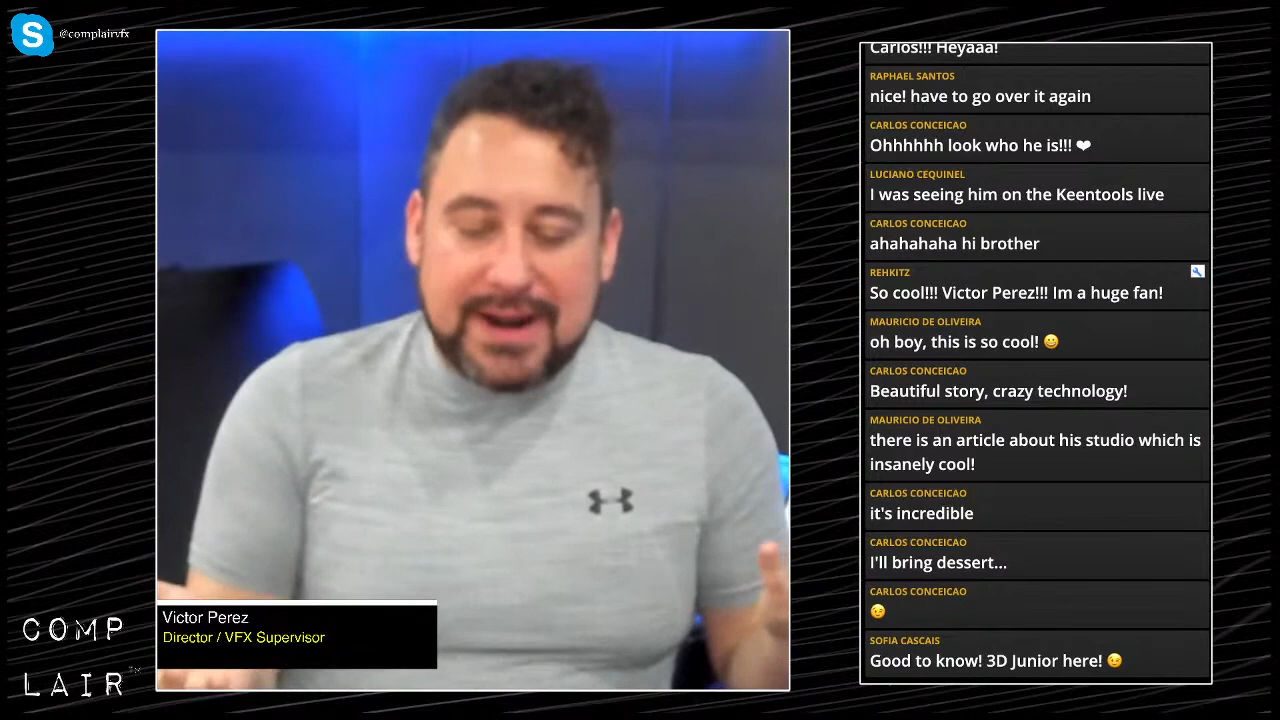 S @complairvfx
Carlos!!! Heyaaa!
RAPHAEL SANTOS
nice! have to go over it again
CARLOS CONCEICAO
Ohhhhhh look who he is!!! ❤
LUCIANO CEQUINEL
I was seeing him on the Keentools live
CARLOS CONCEICAO
ahahahaha hi brother
REHKITZ
So cool!!! Victor Perez!!! Im a huge fan!
MAURICIO DE OLIVEIRA
oh boy, this is so cool! 😀
CARLOS CONCEICAO
Beautiful story, crazy technology!
MAURICIO DE OLIVEIRA
there is an article about his studio which is
insanely cool!
CARLOS CONCEICAO
it's incredible
CARLOS CONCEICAO
I'll bring dessert...
CARLOS CONCEICAO
😉
SOFIA CASCAIS
Good to know! 3D Junior here! 😉
Victor Perez
Director / VFX Supervisor
COMP
LAIR™